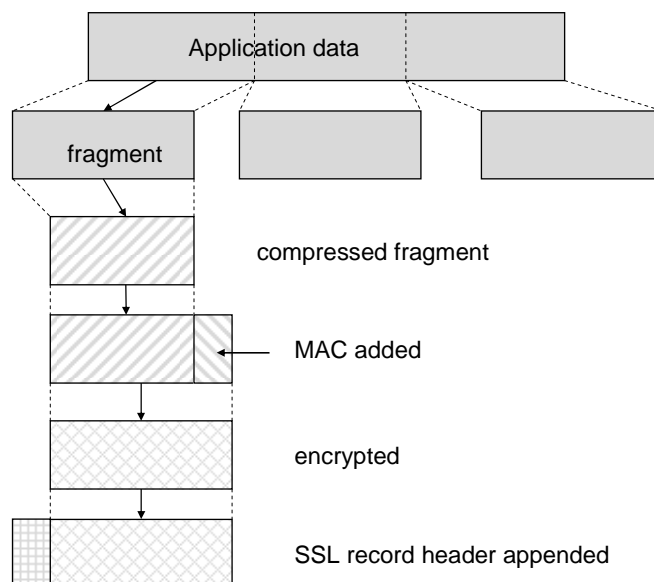 Application data
fragment
compressed fragment
MAC added
encrypted
SSL record header appended